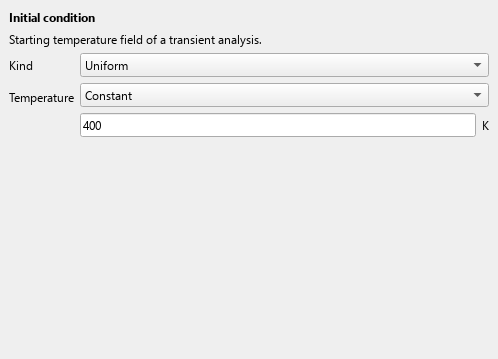 Initial condition
Starting temperature field of a transient analysis.
Kind Uniform
Temperature Constant
400 K